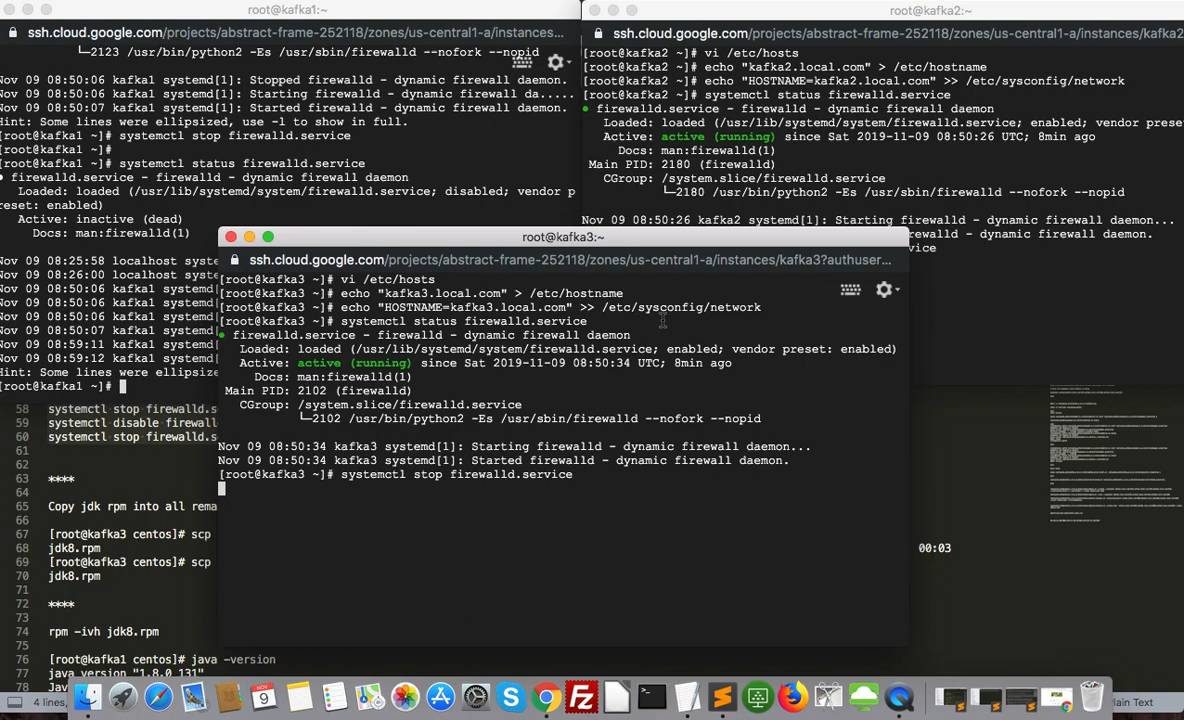 root@kafka1:~
ssh.cloud.google.com/projects/abstract-frame-252118/zones/us-central1-a/instances...
└─2123 /usr/bin/python2 -Es /usr/sbin/firewalld --nofork --nopid
Nov 09 08:50:06 kafka1 systemd[1]: Stopped firewalld - dynamic firewall daemon.
Nov 09 08:50:06 kafka1 systemd[1]: Starting firewalld - dynamic firewall da.....
Nov 09 08:50:07 kafka1 systemd[1]: Started firewalld - dynamic firewall daemon.
Hint: Some lines were ellipsized, use -l to show in full.
[root@kafka1 ~]# systemctl stop firewalld.service
[root@kafka1 ~]#
[root@kafka1 ~]# systemctl status firewalld.service
● firewalld.service - firewalld - dynamic firewall daemon
Loaded: loaded (/usr/lib/systemd/system/firewalld.service; disabled; vendor p
reset: enabled)
Active: inactive (dead)
Docs: man:firewalld(1)
Nov 09 08:25:58 localhost syste
Nov 09 08:26:00 localhost syste
Nov 09 08:50:06 kafka1 systemd[
Nov 09 08:50:06 kafka1 systemd[
Nov 09 08:50:07 kafka1 systemd[
Nov 09 08:59:11 kafka1 systemd[
Nov 09 08:59:12 kafka1 systemd[
Hint: Some lines were ellipsize
[root@kafka1 ~]#
root@kafka2:~
ssh.cloud.google.com/projects/abstract-frame-252118/zones/us-central1-a/instances/kafka2
[root@kafka2 ~]# vi /etc/hosts
[root@kafka2 ~]# echo "kafka2.local.com" > /etc/hostname
[root@kafka2 ~]# echo "HOSTNAME=kafka2.local.com" >> /etc/sysconfig/network
[root@kafka2 ~]# systemctl status firewalld.service
● firewalld.service - firewalld - dynamic firewall daemon
Loaded: loaded (/usr/lib/systemd/system/firewalld.service; enabled; vendor prese
Active: active (running) since Sat 2019-11-09 08:50:26 UTC; 8min ago
Docs: man:firewalld(1)
Main PID: 2180 (firewalld)
CGroup: /system.slice/firewalld.service
└─2180 /usr/bin/python2 -Es /usr/sbin/firewalld --nofork --nopid
Nov 09 08:50:26 kafka2 systemd[1]: Starting firewalld - dynamic firewall daemon...
firewalld - dynamic firewall daemon.
rvice
root@kafka3:~
ssh.cloud.google.com/projects/abstract-frame-252118/zones/us-central1-a/instances/kafka3?authuser...
[root@kafka3 ~]# vi /etc/hosts
[root@kafka3 ~]# echo "kafka3.local.com" > /etc/hostname
[root@kafka3 ~]# echo "HOSTNAME=kafka3.local.com" >> /etc/sysconfig/network
[root@kafka3 ~]# systemctl status firewalld.service
● firewalld.service - firewalld - dynamic firewall daemon
Loaded: loaded (/usr/lib/systemd/system/firewalld.service; enabled; vendor preset: enabled)
Active: active (running) since Sat 2019-11-09 08:50:34 UTC; 8min ago
Docs: man:firewalld(1)
Main PID: 2102 (firewalld)
CGroup: /system.slice/firewalld.service
└─2102 /usr/bin/python2 -Es /usr/sbin/firewalld --nofork --nopid
Nov 09 08:50:34 kafka3 systemd[1]: Starting firewalld - dynamic firewall daemon...
Nov 09 08:50:34 kafka3 systemd[1]: Started firewalld - dynamic firewall daemon.
[root@kafka3 ~]# systemctl stop firewalld.service
58 systemctl stop firewalld.s
59 systemctl disable firewall
60 systemctl stop firewalld.s
61
62
63 ****
64
65 Copy jdk rpm into all rema
66
67 [root@kafka3 centos]# scp
68 jdk8.rpm 00:03
69 [root@kafka3 centos]# scp
70 jdk8.rpm
71
72 ****
73
74 rpm -ivh jdk8.rpm
75
76 [root@kafka1 centos]# java -version
77 java version "1.8.0_131"
78 Java
4 lines,
Plain Text
NOV
9